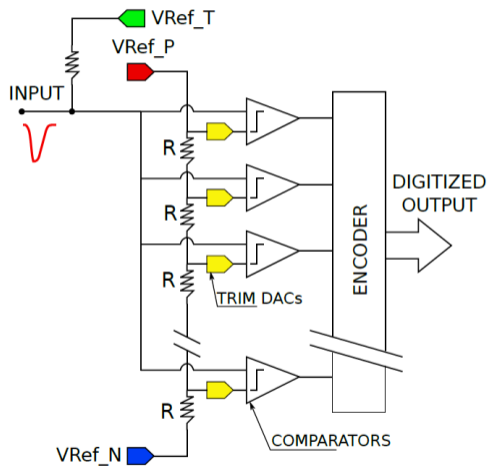 VRef_T
VRef_P
INPUT
R
R
R
TRIM DACs
R
VRef_N
COMPARATORS
ENCODER
DIGITIZED
OUTPUT